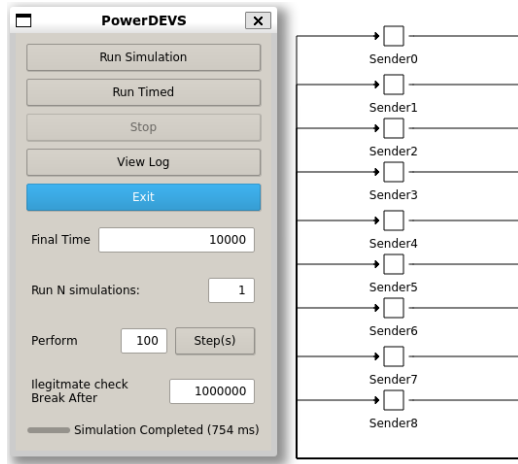 PowerDEVS
Run Simulation
Run Timed
Stop
View Log
Exit
Final Time 10000
Run N simulations: 1
Perform 100 Step(s)
Ilegitmate check
Break After 1000000
Simulation Completed (754 ms)
Sender0
Sender1
Sender2
Sender3
Sender4
Sender5
Sender6
Sender7
Sender8